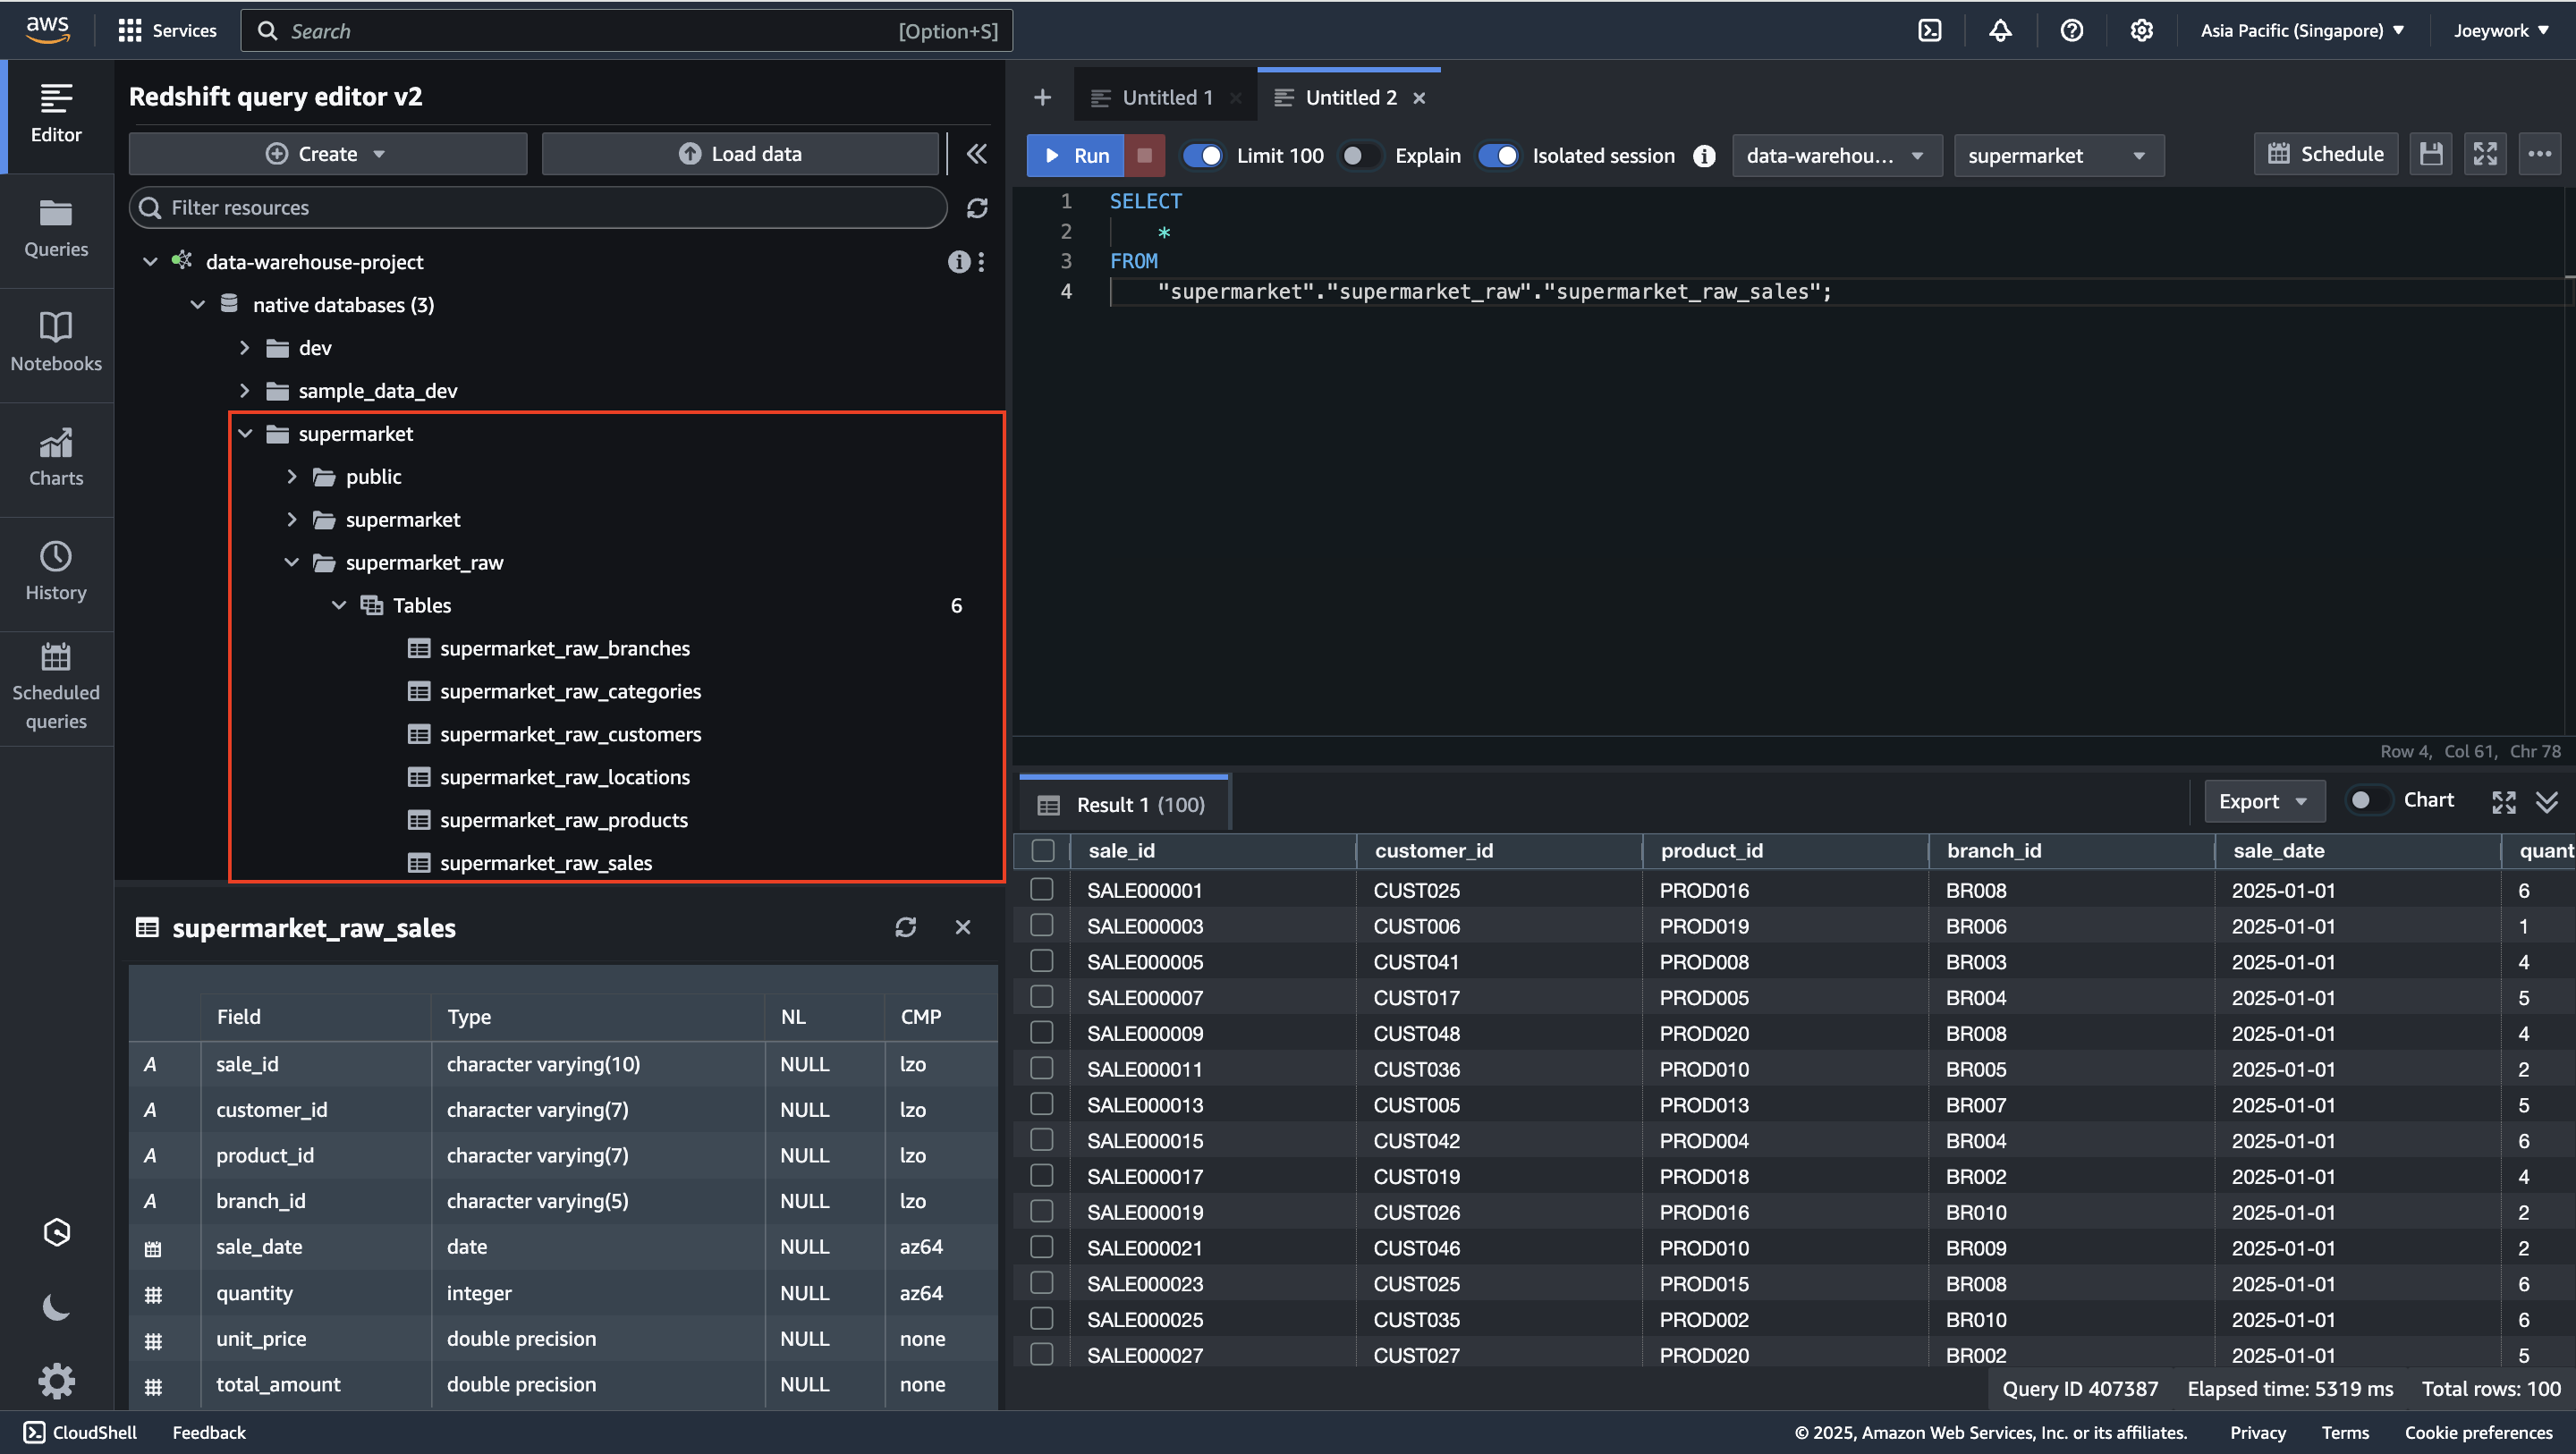 aws Services Search [Option+S] Asia Pacific (Singapore) Joeywork
Editor
Queries
Notebooks
Charts
History
Scheduled
queries
Redshift query editor v2
Create Load data
Filter resources
data-warehouse-project
native databases (3)
dev
sample_data_dev
supermarket
public
supermarket
supermarket_raw
Tables 6
supermarket_raw_branches
supermarket_raw_categories
supermarket_raw_customers
supermarket_raw_locations
supermarket_raw_products
supermarket_raw_sales
supermarket_raw_sales
Field Type NL CMP
A sale_id character varying(10) NULL lzo
A customer_id character varying(7) NULL lzo
A product_id character varying(7) NULL lzo
A branch_id character varying(5) NULL lzo
sale_date date NULL az64
quantity integer NULL az64
unit_price double precision NULL none
total_amount double precision NULL none
Untitled 1 Untitled 2
Run Limit 100 Explain Isolated session data-warehou... supermarket Schedule
1 SELECT
2 *
3 FROM
4 "supermarket"."supermarket_raw"."supermarket_raw_sales";
Row 4, Col 61, Chr 78
Result 1 (100) Export Chart
sale_id customer_id product_id branch_id sale_date quant
SALE000001 CUST025 PROD016 BR008 2025-01-01 6
SALE000003 CUST006 PROD019 BR006 2025-01-01 1
SALE000005 CUST041 PROD008 BR003 2025-01-01 4
SALE000007 CUST017 PROD005 BR004 2025-01-01 5
SALE000009 CUST048 PROD020 BR008 2025-01-01 4
SALE000011 CUST036 PROD010 BR005 2025-01-01 2
SALE000013 CUST005 PROD013 BR007 2025-01-01 5
SALE000015 CUST042 PROD004 BR004 2025-01-01 6
SALE000017 CUST019 PROD018 BR002 2025-01-01 4
SALE000019 CUST026 PROD016 BR010 2025-01-01 2
SALE000021 CUST046 PROD010 BR009 2025-01-01 2
SALE000023 CUST025 PROD015 BR008 2025-01-01 6
SALE000025 CUST035 PROD002 BR010 2025-01-01 6
SALE000027 CUST027 PROD020 BR002 2025-01-01 5
Query ID 407387 Elapsed time: 5319 ms Total rows: 100
CloudShell Feedback © 2025, Amazon Web Services, Inc. or its affiliates. Privacy Terms Cookie preferences